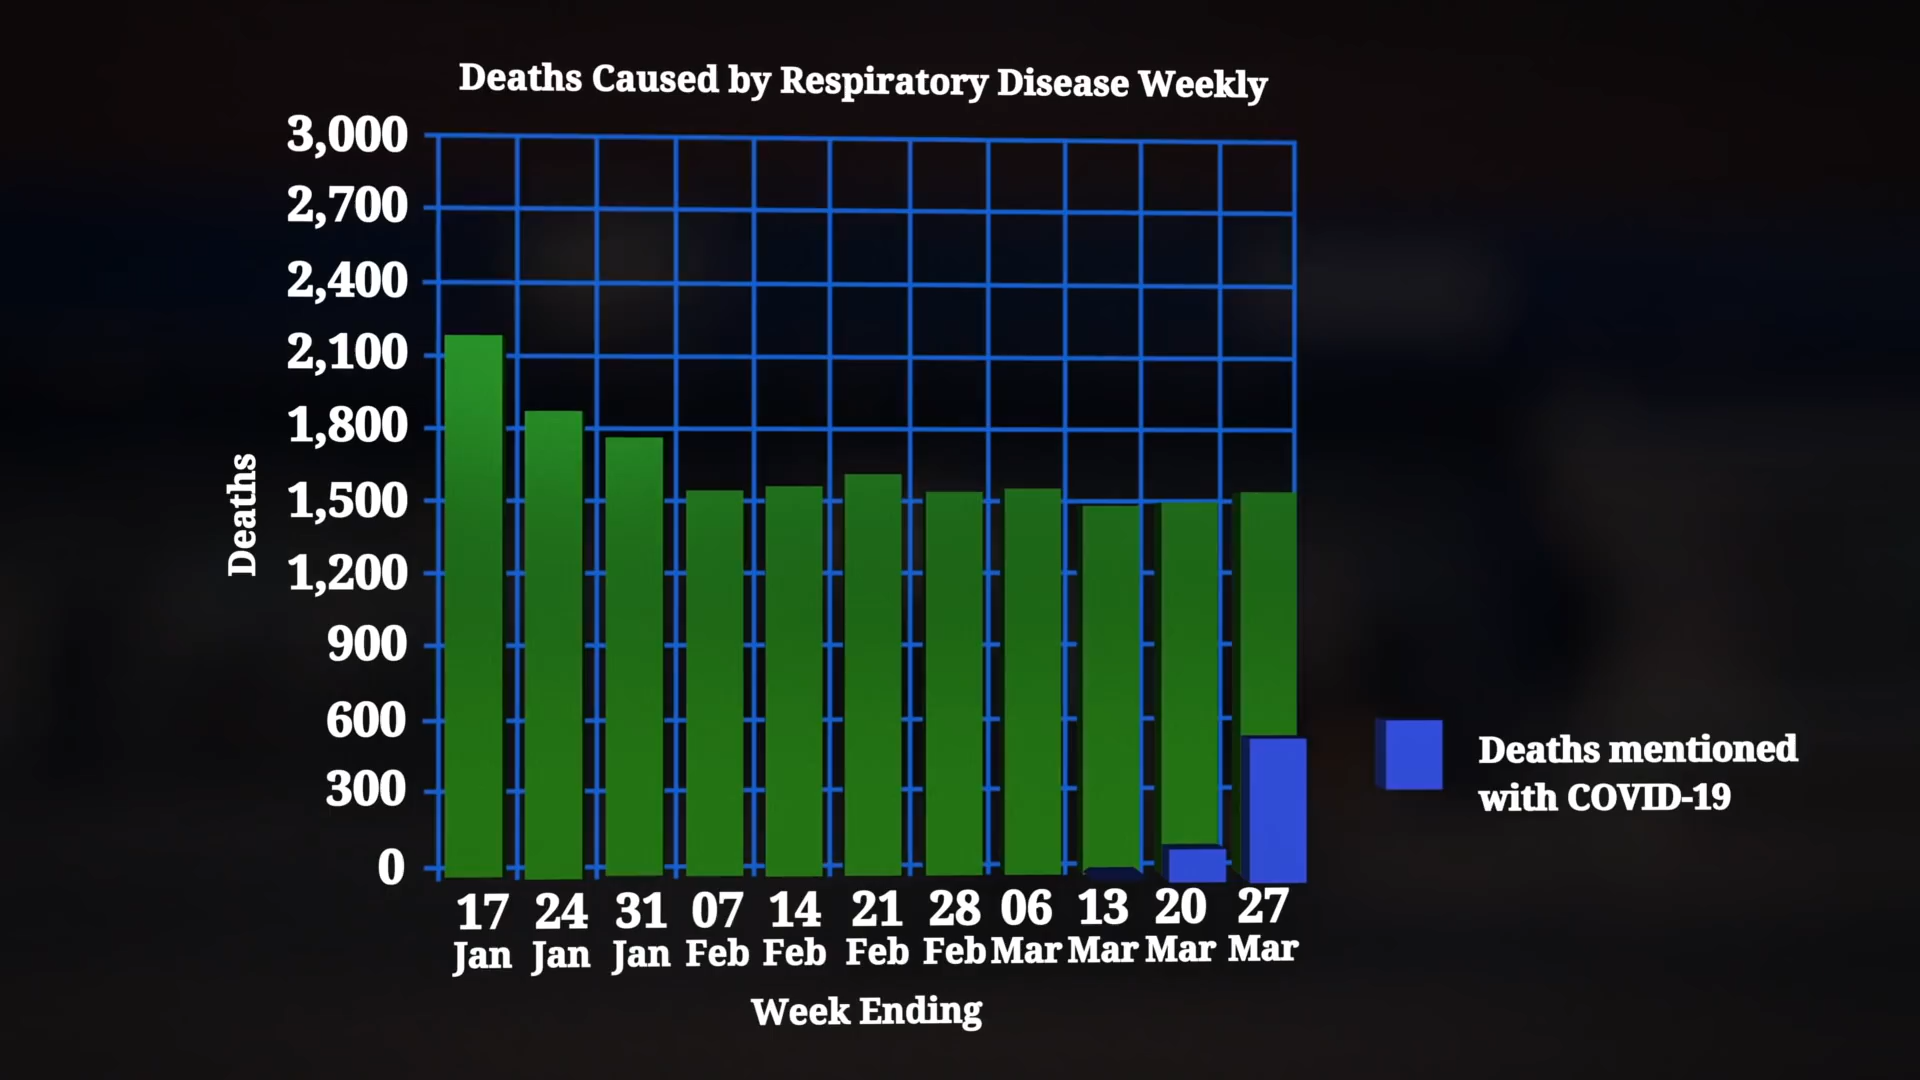 Deaths Caused by Respiratory Disease Weekly
3,000
2,700
2,400
2,100
1,800
1,500
1,200
900
600
300
0
Deaths
17 Jan
24 Jan
31 Jan
07 Feb
14 Feb
21 Feb
28 Feb
06 Mar
13 Mar
20 Mar
27 Mar
Week Ending
Deaths mentioned
with COVID-19